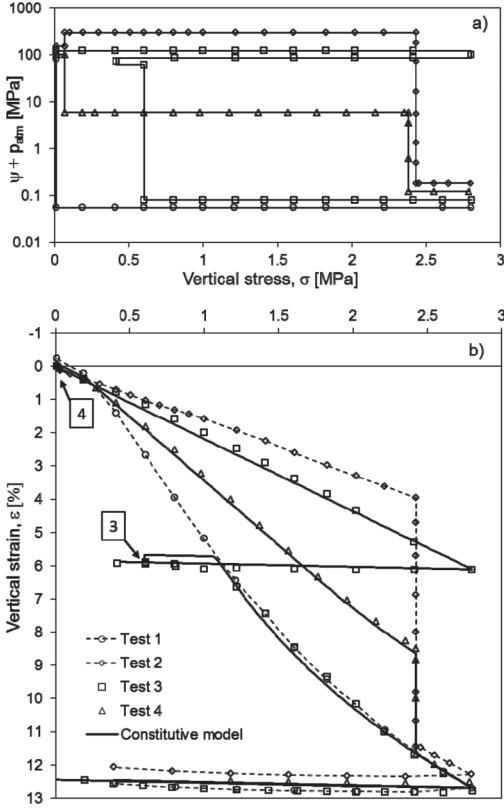 a)
1000
100
10
1
0.1
0.01
ψ + patm [MPa]
0 0.5 1 1.5 2 2.5 3
Vertical stress, σ [MPa]
0 0.5 1 1.5 2 2.5 3
b)
-1
0
1
2
3
4
5
6
7
8
9
10
11
12
13
Vertical strain, ε [%]
4
3
Test 1
Test 2
Test 3
Test 4
Constitutive model